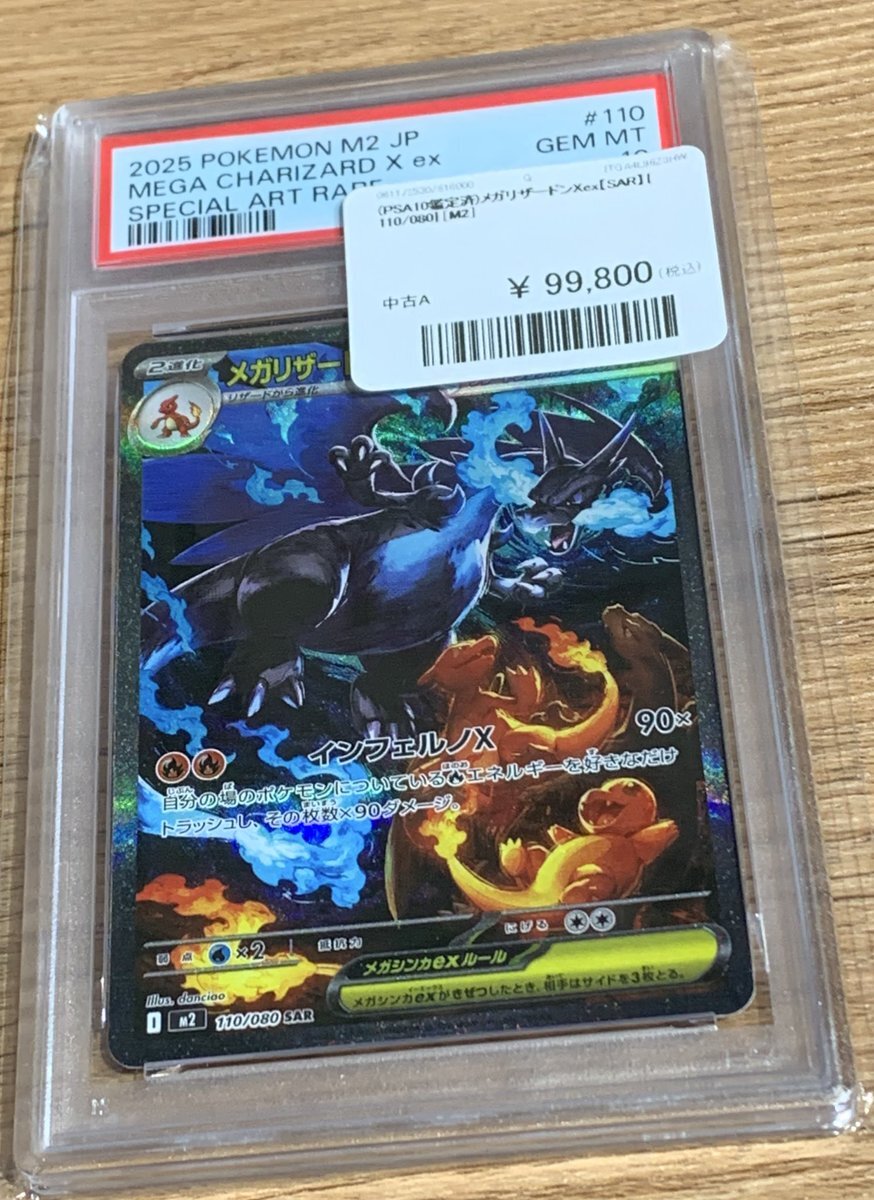 2025 POKEMON M2 JP
#110
MEGA CHARIZARD X ex
GEM MT
SPECIAL ART RARE
(PSA10鑑定済)メガリザードンXex【SAR】{
110/080} [M2]
中古A
¥ 99,800(税込)
2進化
メガリザード
リザードから進化
インフェルノX
90×
自分の場のポケモンについているエネルギーを好きなだけ
トラッシュし、その枚数×90ダメージ。
弱点
×2
抵抗力
にげる
メガシンカexルール
メガシンカexがきぜつしたとき、相手はサイドを3枚とる。
Illus. danciao
I M2 110/080 SAR